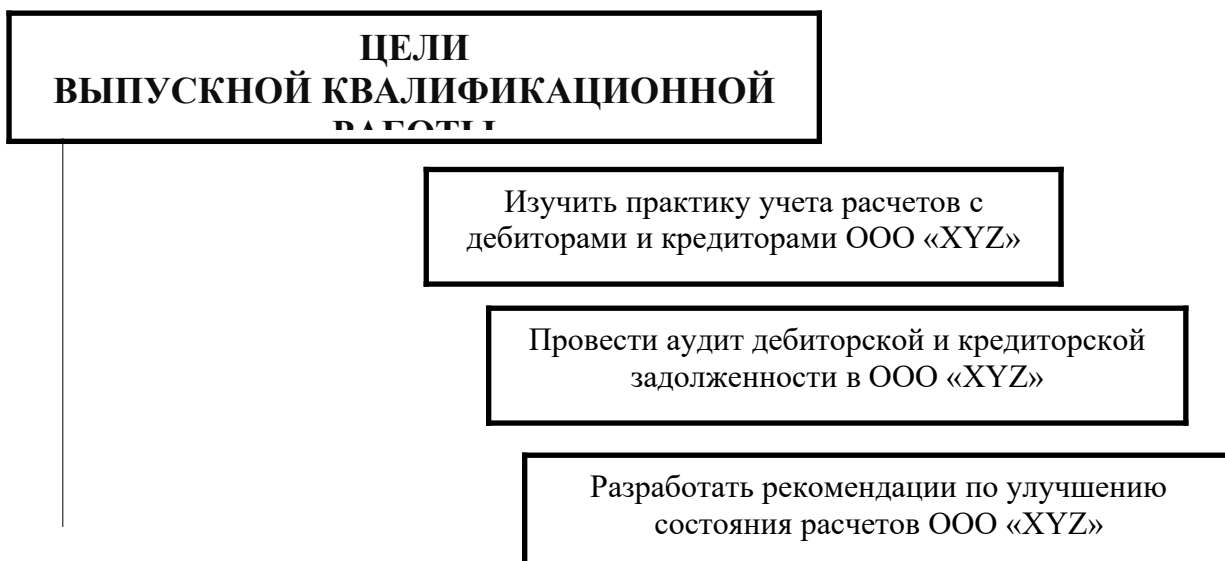 ЦЕЛИ
ВЫПУСКНОЙ КВАЛИФИКАЦИОННОЙ
РАБОТЫ
Изучить практику учета расчетов с
дебиторами и кредиторами ООО «XYZ»
Провести аудит дебиторской и кредиторской
задолженности в ООО «XYZ»
Разработать рекомендации по улучшению
состояния расчетов ООО «XYZ»